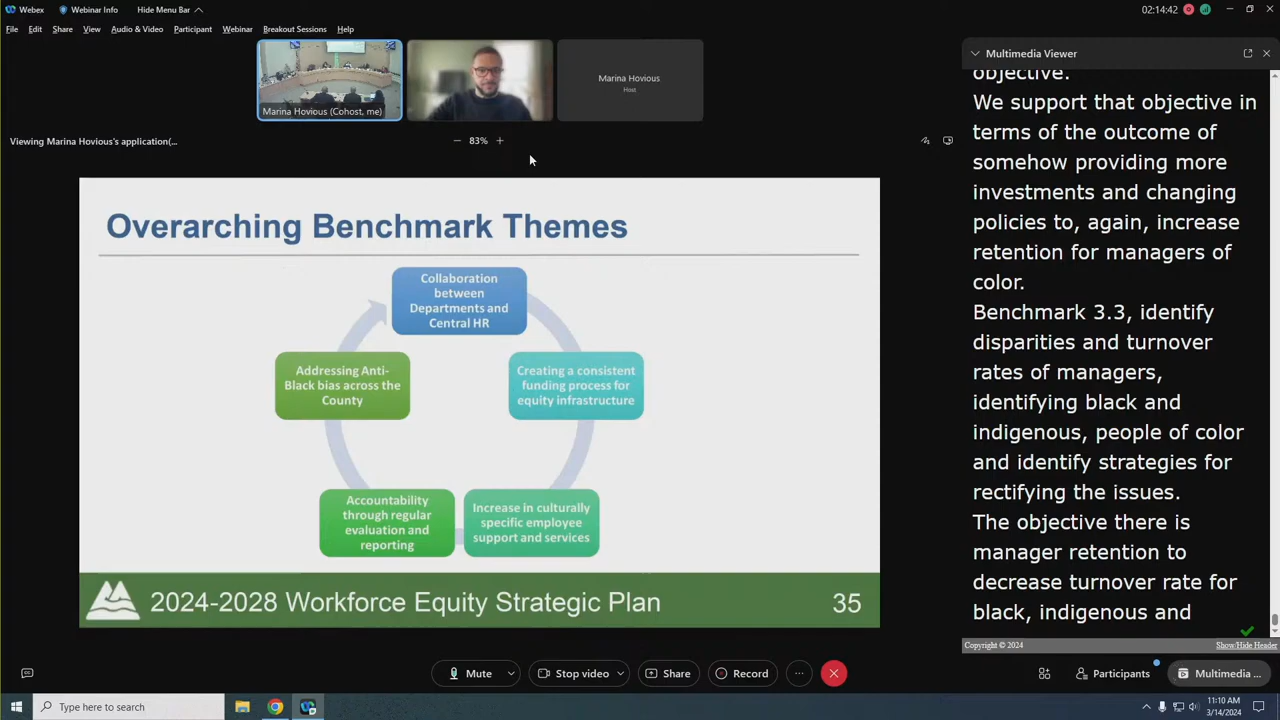 Webex
Webinar Info
Hide Menu Bar
02:14:42
File Edit Share View Audio & Video Participant Webinar Breakout Sessions Help
Marina Hovious (Cohost, me)
Marina Hovious
Host
Viewing Marina Hovious's application(...
83%
Overarching Benchmark Themes
Collaboration
between
Departments and
Central HR
Creating a consistent
funding process for
equity infrastructure
Increase in culturally
specific employee
support and services
Accountability
through regular
evaluation and
reporting
Addressing Anti-
Black bias across the
County
2024-2028 Workforce Equity Strategic Plan
35
Multimedia Viewer
objective.
We support that objective in
terms of the outcome of
somehow providing more
investments and changing
policies to, again, increase
retention for managers of
color.
Benchmark 3.3, identify
disparities and turnover
rates of managers,
identifying black and
indigenous, people of color
and identify strategies for
rectifying the issues.
The objective there is
manager retention to
decrease turnover rate for
black, indigenous and
Copyright © 2024
Show/Hide Header
Mute
Stop video
Share
Record
Participants
Multimedia ...
Type here to search
11:10 AM
3/14/2024